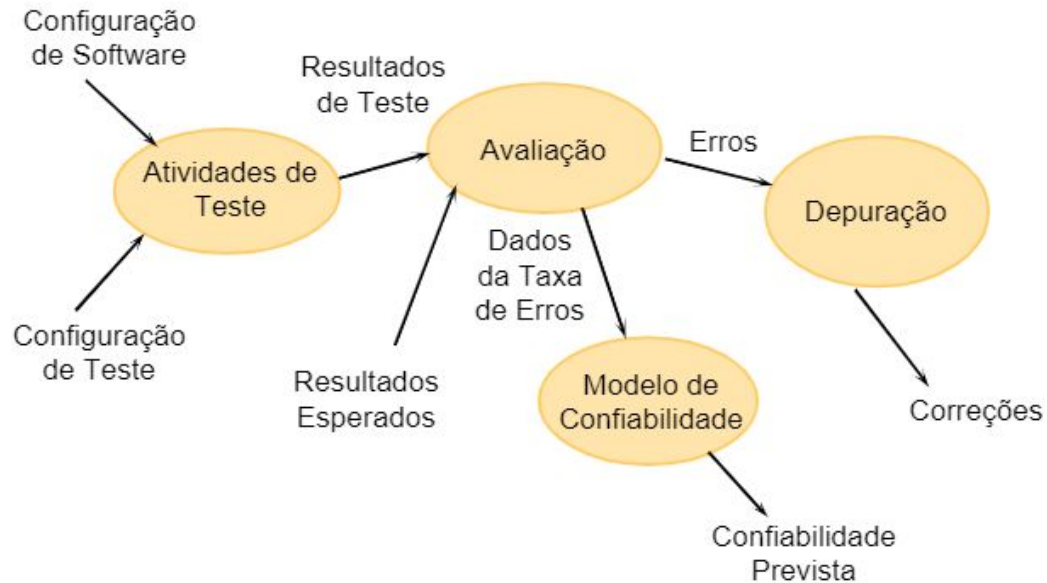 Configuração
de Software
Resultados
de Teste
Atividades de
Teste
Avaliação
Erros
Depuração
Configuração
de Teste
Resultados
Esperados
Dados
da Taxa
de Erros
Modelo de
Confiabilidade
Correções
Confiabilidade
Prevista